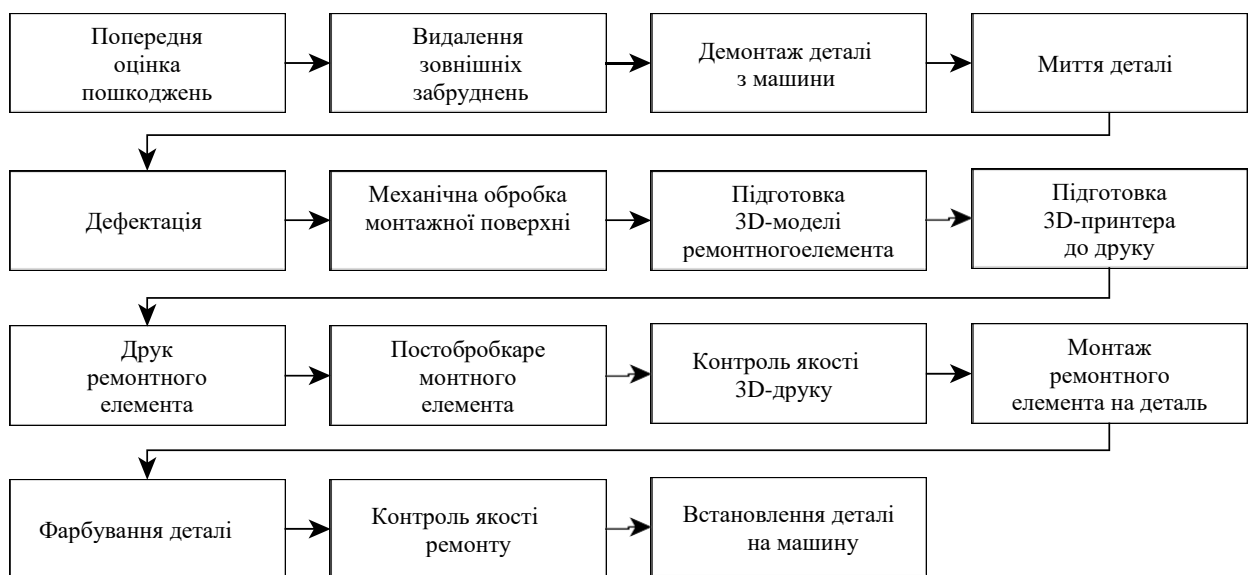 Попередня
оцінка
пошкоджень
Видалення
зовнішніх
забруднень
Демонтаж деталі
з машини
Миття деталі
Дефектація
Механічна обробка
монтажної поверхні
Підготовка
3D-моделі
ремонтногоелемента
Підготовка
3D-принтера
до друку
Друк
ремонтного
елемента
Постобробкаре
монтного
елемента
Контроль якості
3D-друку
Монтаж
ремонтного
елемента на деталь
Фарбування деталі
Контроль якості
ремонту
Встановлення деталі
на машину